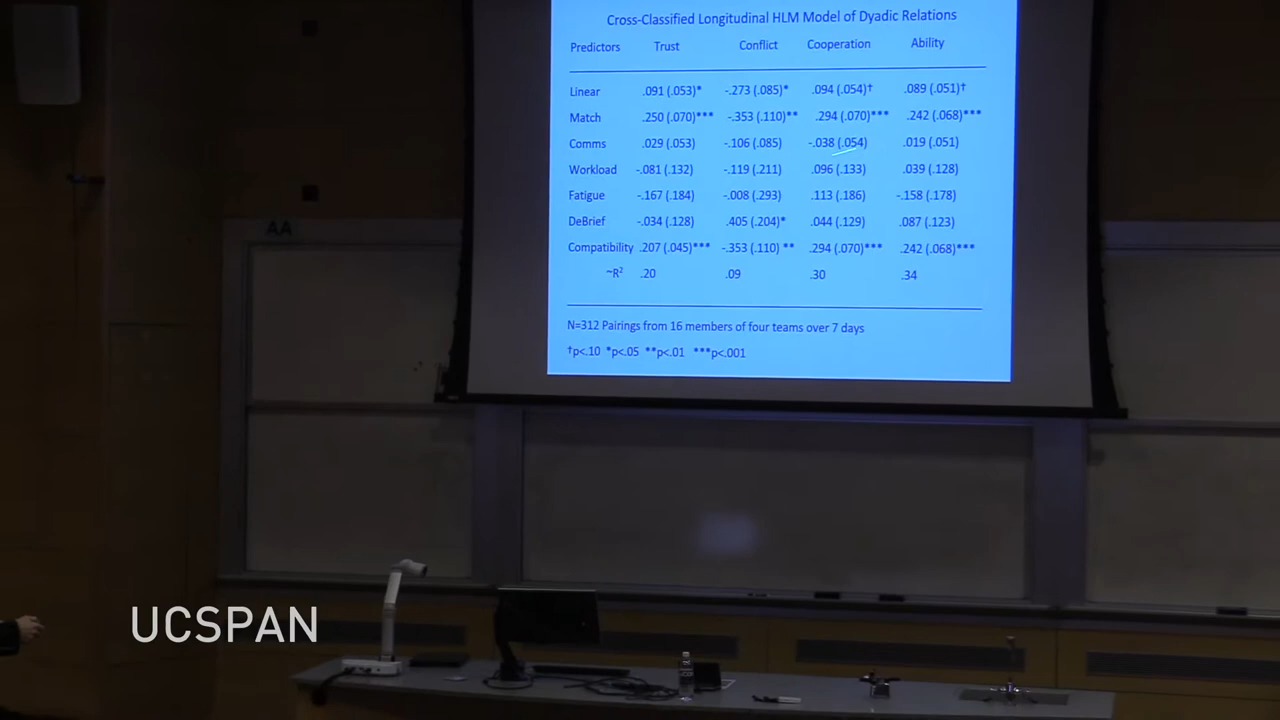 Cross-Classified Longitudinal HLM Model of Dyadic Relations
Predictors Trust Conflict Cooperation Ability
Linear .091 (.053)* -.273 (.085)* .094 (.054)† .089 (.051)†
Match .250 (.070)*** -.353 (.110)** .294 (.070)*** .242 (.068)***
Comms .029 (.053) -.106 (.085) -.038 (.054) .019 (.051)
Workload -.081 (.132) -.119 (.211) .096 (.133) .039 (.128)
Fatigue -.167 (.184) -.008 (.293) .113 (.186) -.158 (.178)
DeBrief -.034 (.128) .405 (.204)* .044 (.129) .087 (.123)
Compatibility .207 (.045)*** -.353 (.110) ** .294 (.070)*** .242 (.068)***
~R² .20 .09 .30 .34
N=312 Pairings from 16 members of four teams over 7 days
†p<.10 *p<.05 **p<.01 ***p<.001
AA
UCSPAN